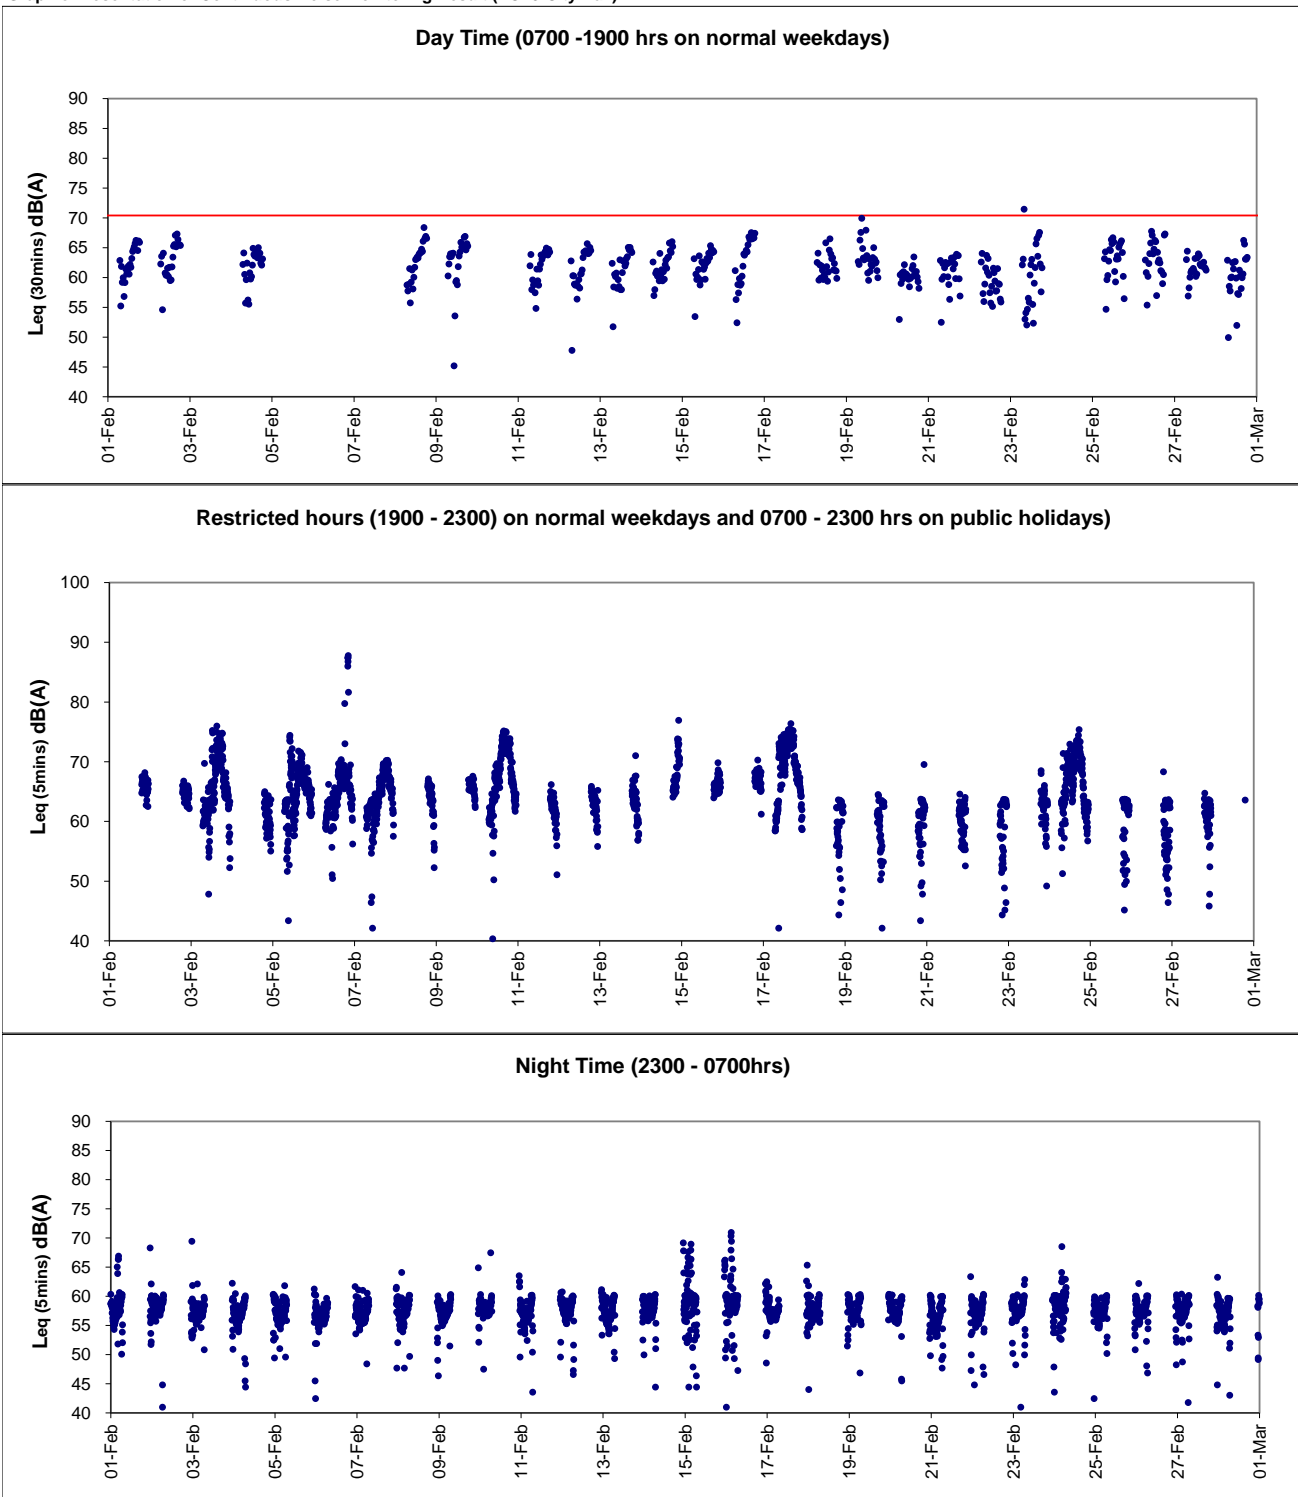 Day Time (0700 -1900 hrs on normal weekdays)
Leq (30mins) dB(A)
90
85
80
75
70
65
60
55
50
45
40
01-Feb
03-Feb
05-Feb
07-Feb
09-Feb
11-Feb
13-Feb
15-Feb
17-Feb
19-Feb
21-Feb
23-Feb
25-Feb
27-Feb
01-Mar
Restricted hours (1900 - 2300) on normal weekdays and 0700 - 2300 hrs on public holidays)
Leq (5mins) dB(A)
100
90
80
70
60
50
40
01-Feb
03-Feb
05-Feb
07-Feb
09-Feb
11-Feb
13-Feb
15-Feb
17-Feb
19-Feb
21-Feb
23-Feb
25-Feb
27-Feb
01-Mar
Night Time (2300 - 0700hrs)
Leq (5mins) dB(A)
90
85
80
75
70
65
60
55
50
45
40
01-Feb
03-Feb
05-Feb
07-Feb
09-Feb
11-Feb
13-Feb
15-Feb
17-Feb
19-Feb
21-Feb
23-Feb
25-Feb
27-Feb
01-Mar